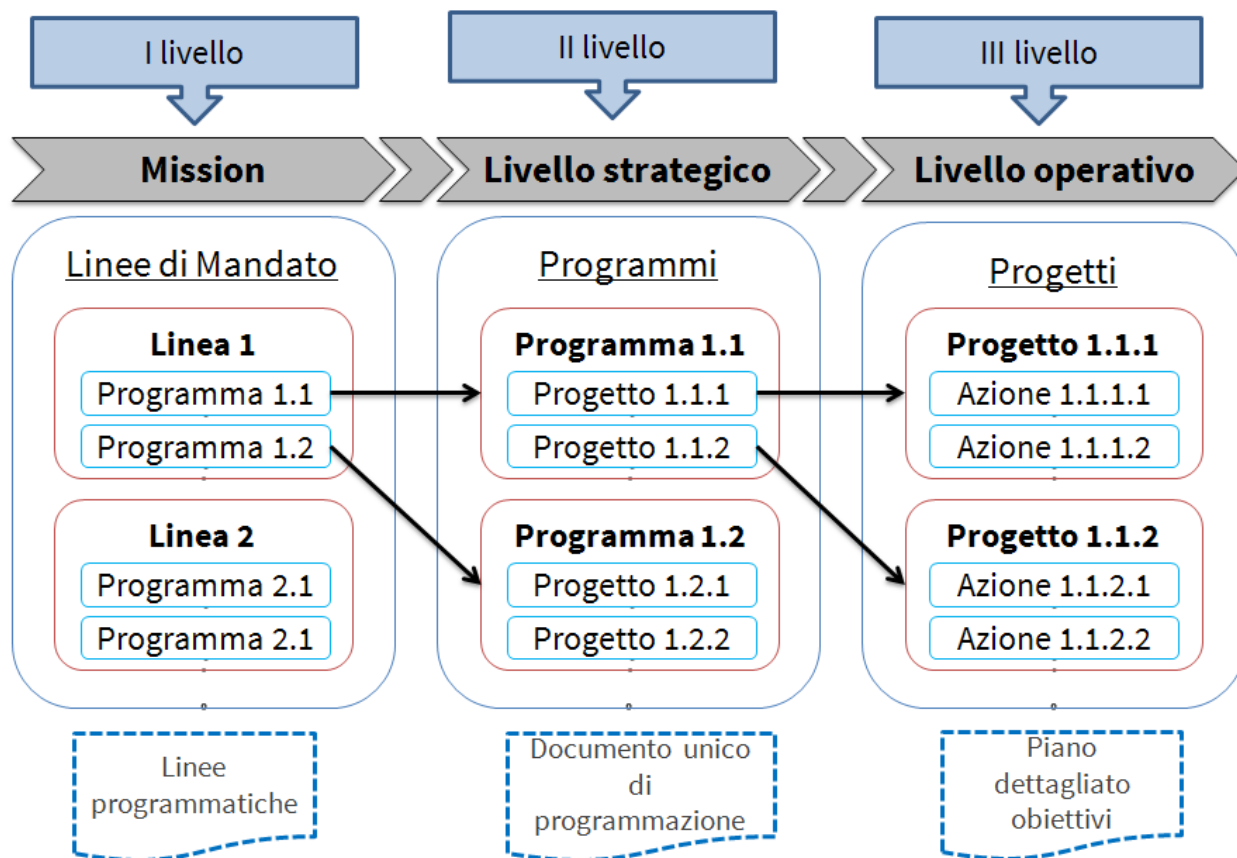 I livello
II livello
III livello
Mission
Livello strategico
Livello operativo
Linee di Mandato
Linea 1
Programma 1.1
Programma 1.2
Linea 2
Programma 2.1
Programma 2.1
Programmi
Programma 1.1
Progetto 1.1.1
Progetto 1.1.2
Programma 1.2
Progetto 1.2.1
Progetto 1.2.2
Progetti
Progetto 1.1.1
Azione 1.1.1.1
Azione 1.1.1.2
Progetto 1.1.2
Azione 1.1.2.1
Azione 1.1.2.2
Linee
programmatiche
Documento unico
di
programmazione
Piano
dettagliato
obiettivi